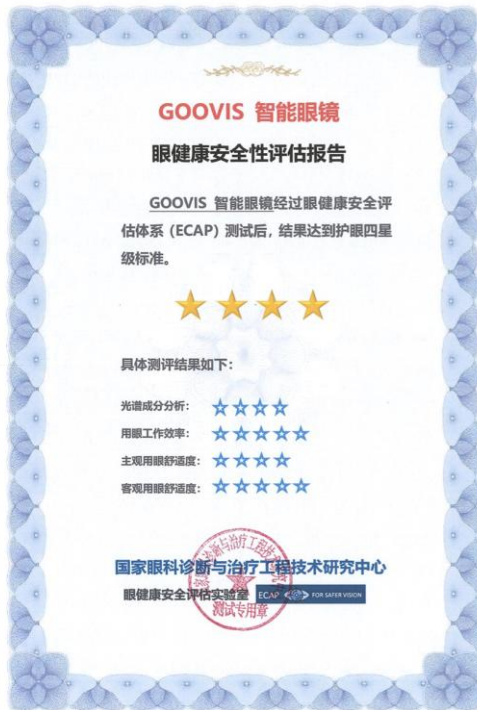 GOOVIS 智能眼镜
眼健康安全性评估报告
GOOVIS 智能眼镜经过眼健康安全评
估体系 (ECAP) 测试后, 结果达到护眼四星
级标准。
具体测评结果如下:
光谱成分分析:
用眼工作效率:
主观用眼舒适度:
客观用眼舒适度:
国家眼科诊断与治疗工程技术研究中心
眼健康安全评估实验室 ECAP FOR SAFER VISION
测试专用章